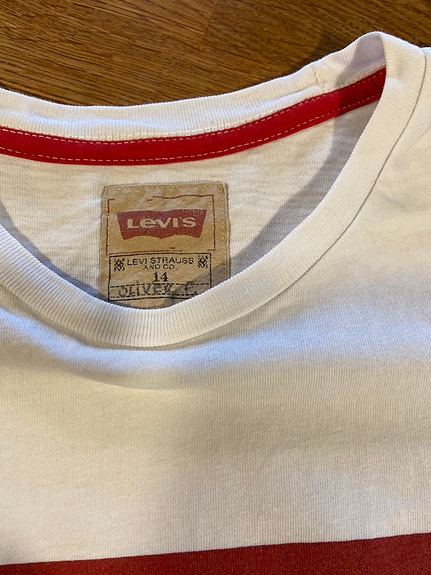 Levi's
LEVI STRAUSS
AND CO.
14
OLIVER F.